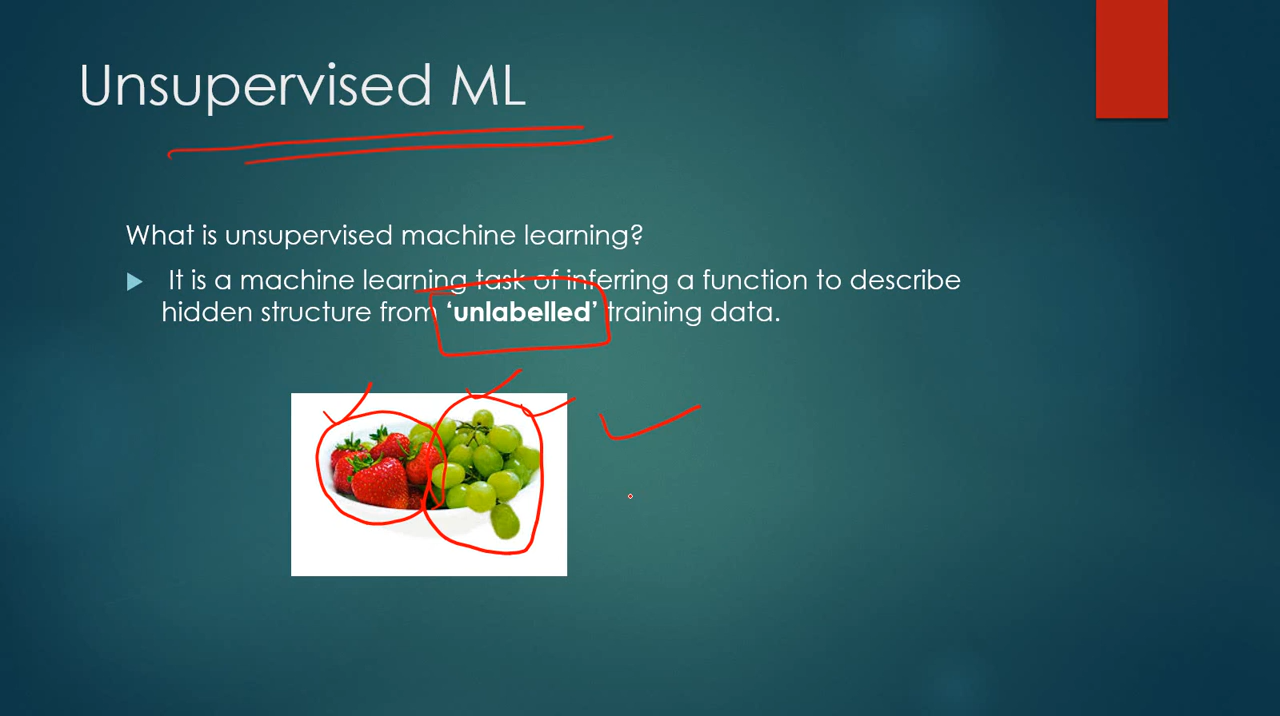 Unsupervised ML
What is unsupervised machine learning?
It is a machine learning task of inferring a function to describe
hidden structure from ‘unlabelled’ training data.